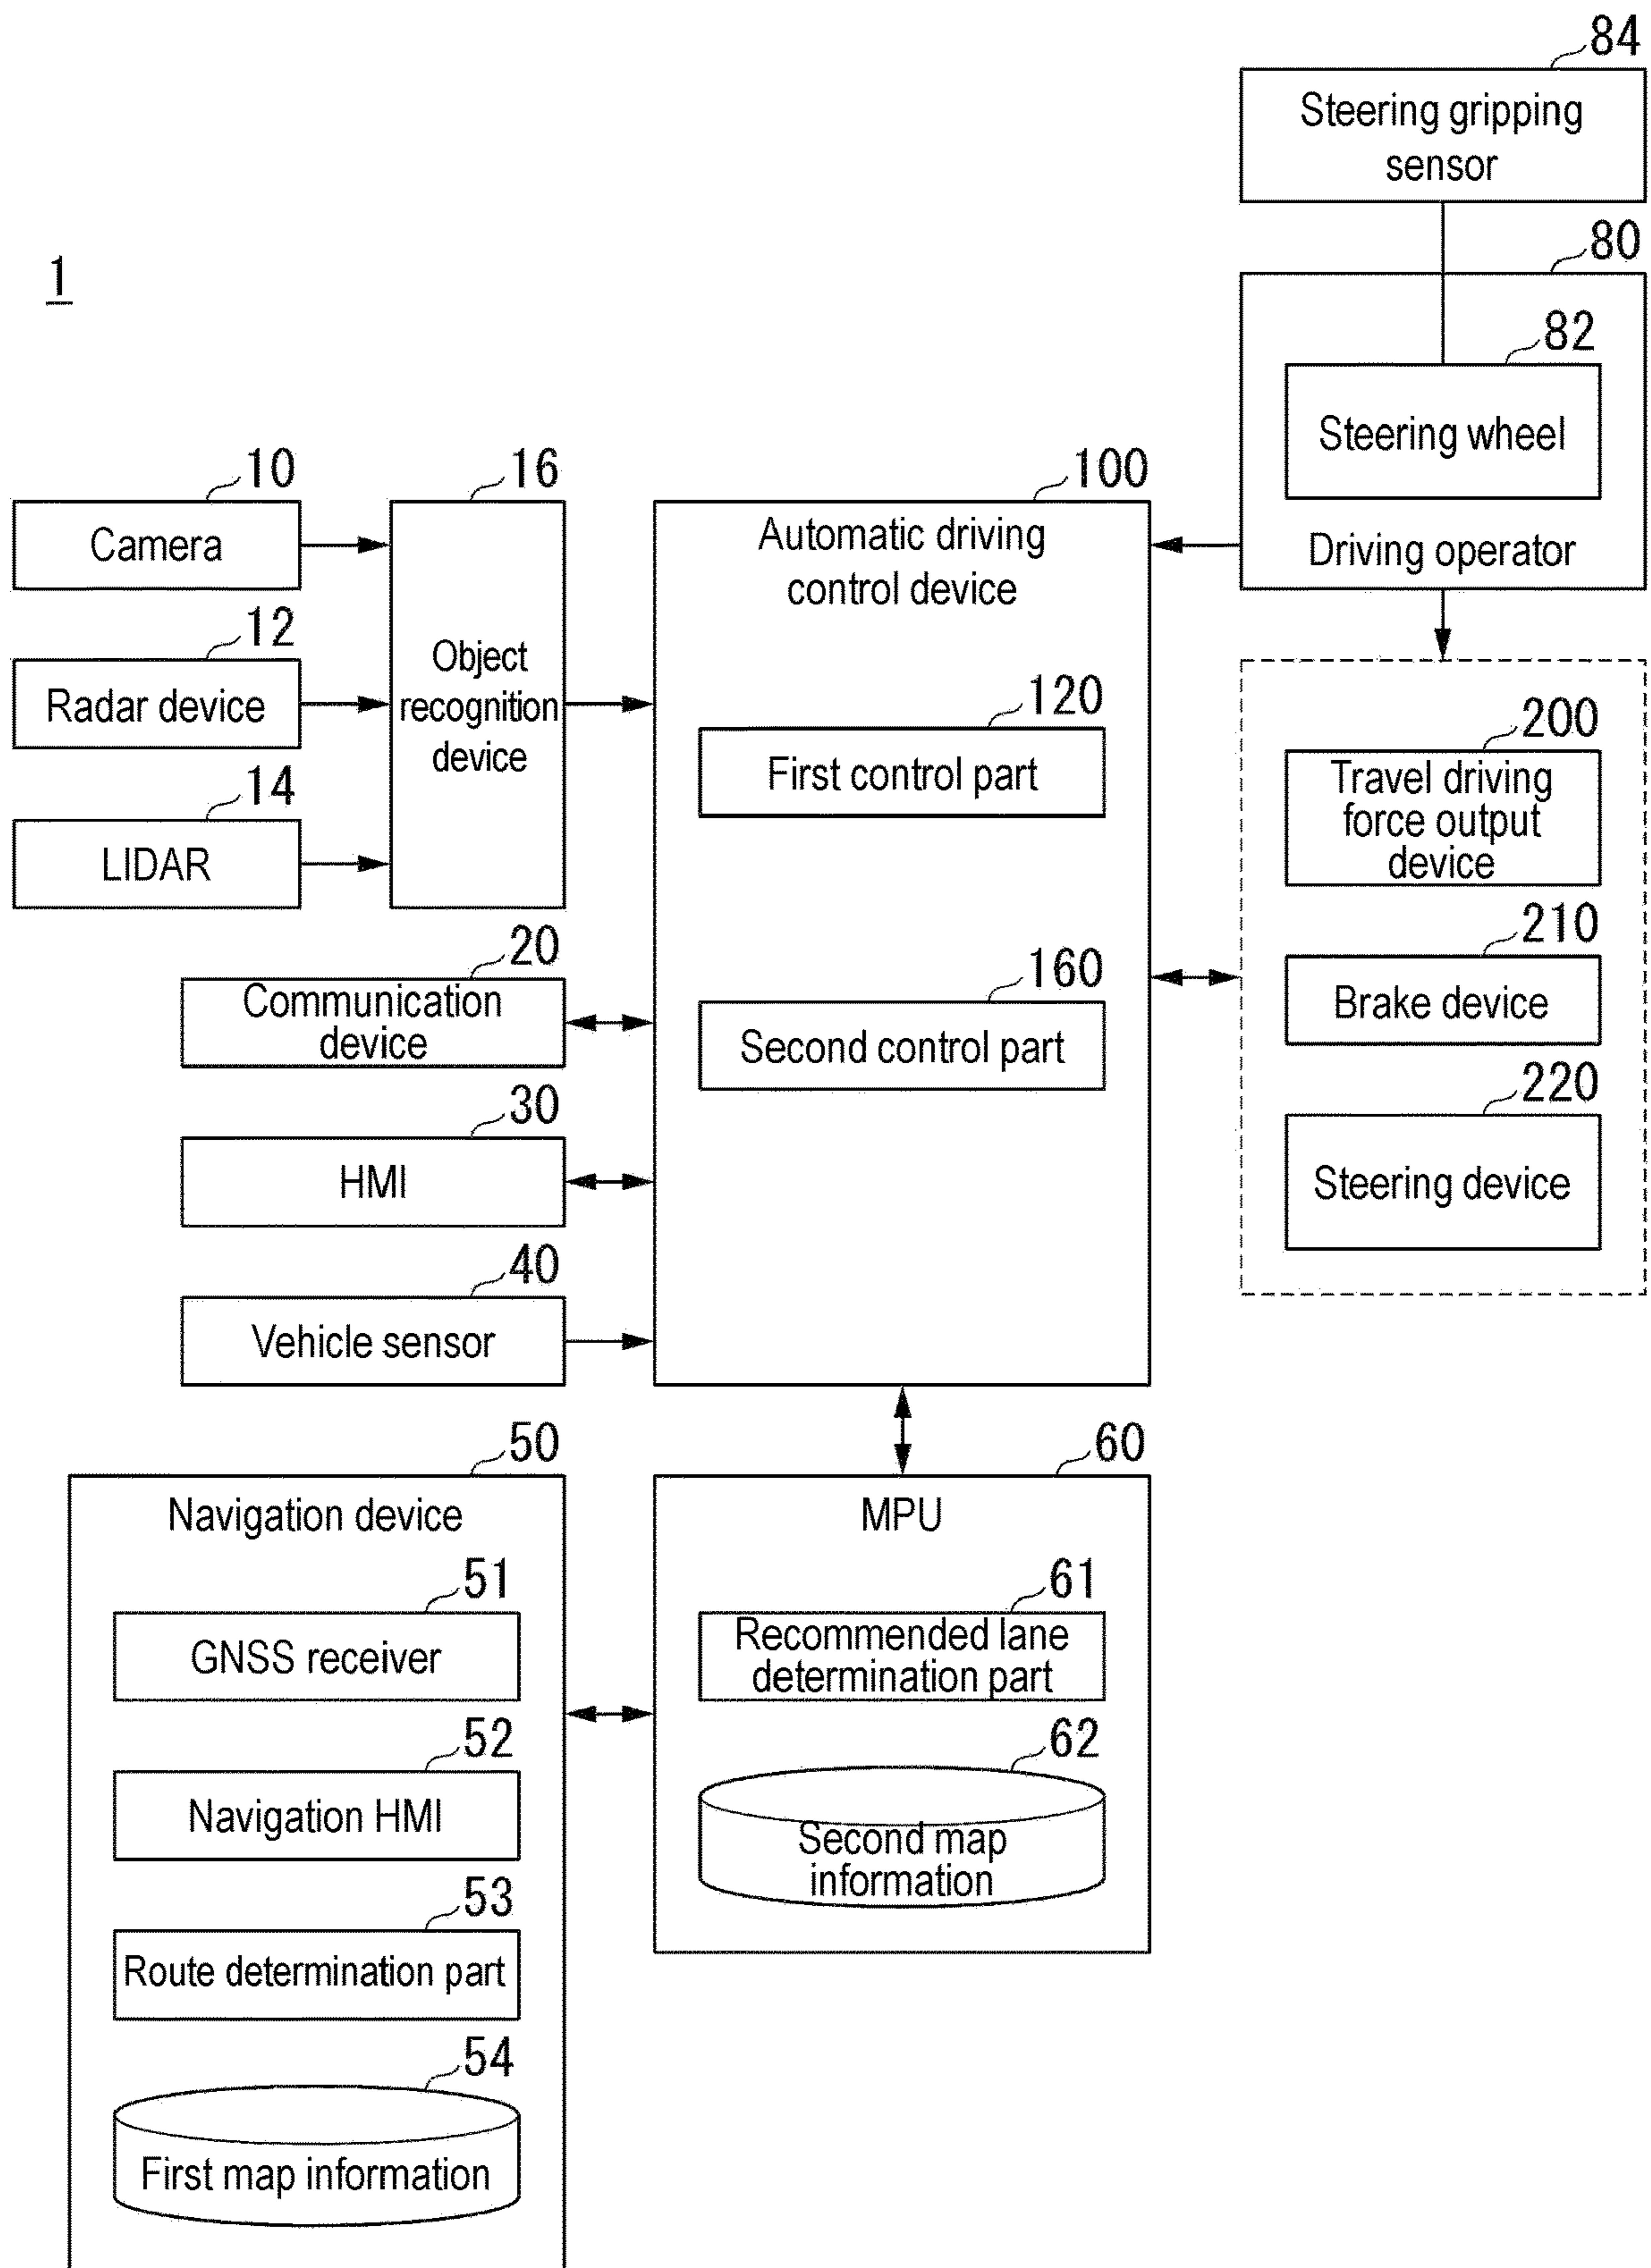 1
84
Steering gripping
sensor
80
82
Steering wheel
Driving operator
10
Camera
12
Radar device
14
LIDAR
16
Object
recognition
device
100
Automatic driving
control device
120
First control part
160
Second control part
200
Travel driving
force output
device
210
Brake device
220
Steering device
20
Communication
device
30
HMI
40
Vehicle sensor
50
Navigation device
51
GNSS receiver
52
Navigation HMI
53
Route determination part
54
First map information
60
MPU
61
Recommended lane
determination part
62
Second map
information